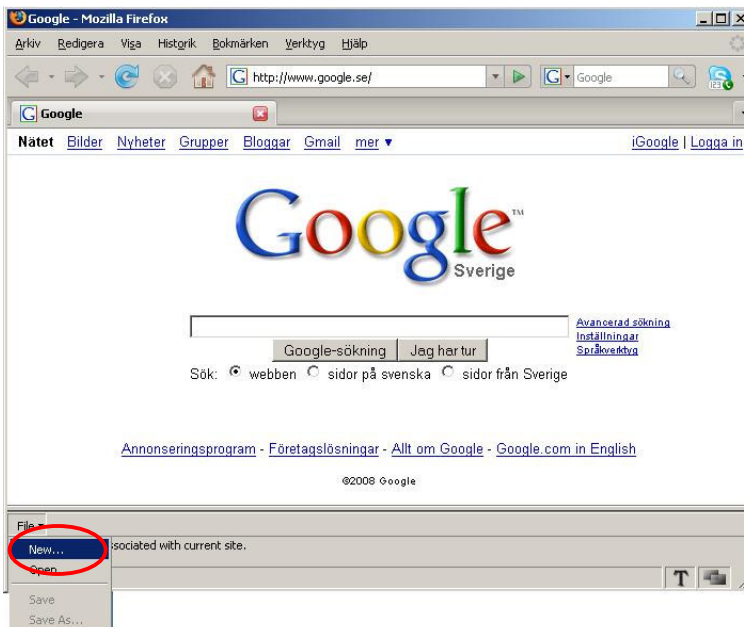 Google - Mozilla Firefox
Arkiv Redigera Visa Historik Bokmärken Verktyg Hjälp
http://www.google.se/ Google
Google
Nätet Bilder Nyheter Grupper Bloggar Gmail mer ▼ iGoogle | Logga in
Google™
Sverige
Avancerad sökning
Inställningar
Språkverktyg
Google-sökning Jag har tur
Sök: webben sidor på svenska sidor från Sverige
Annonseringsprogram - Företagslösningar - Allt om Google - Google.com in English
©2008 Google
File
New... ssociated with current site.
Open
Save
Save As...